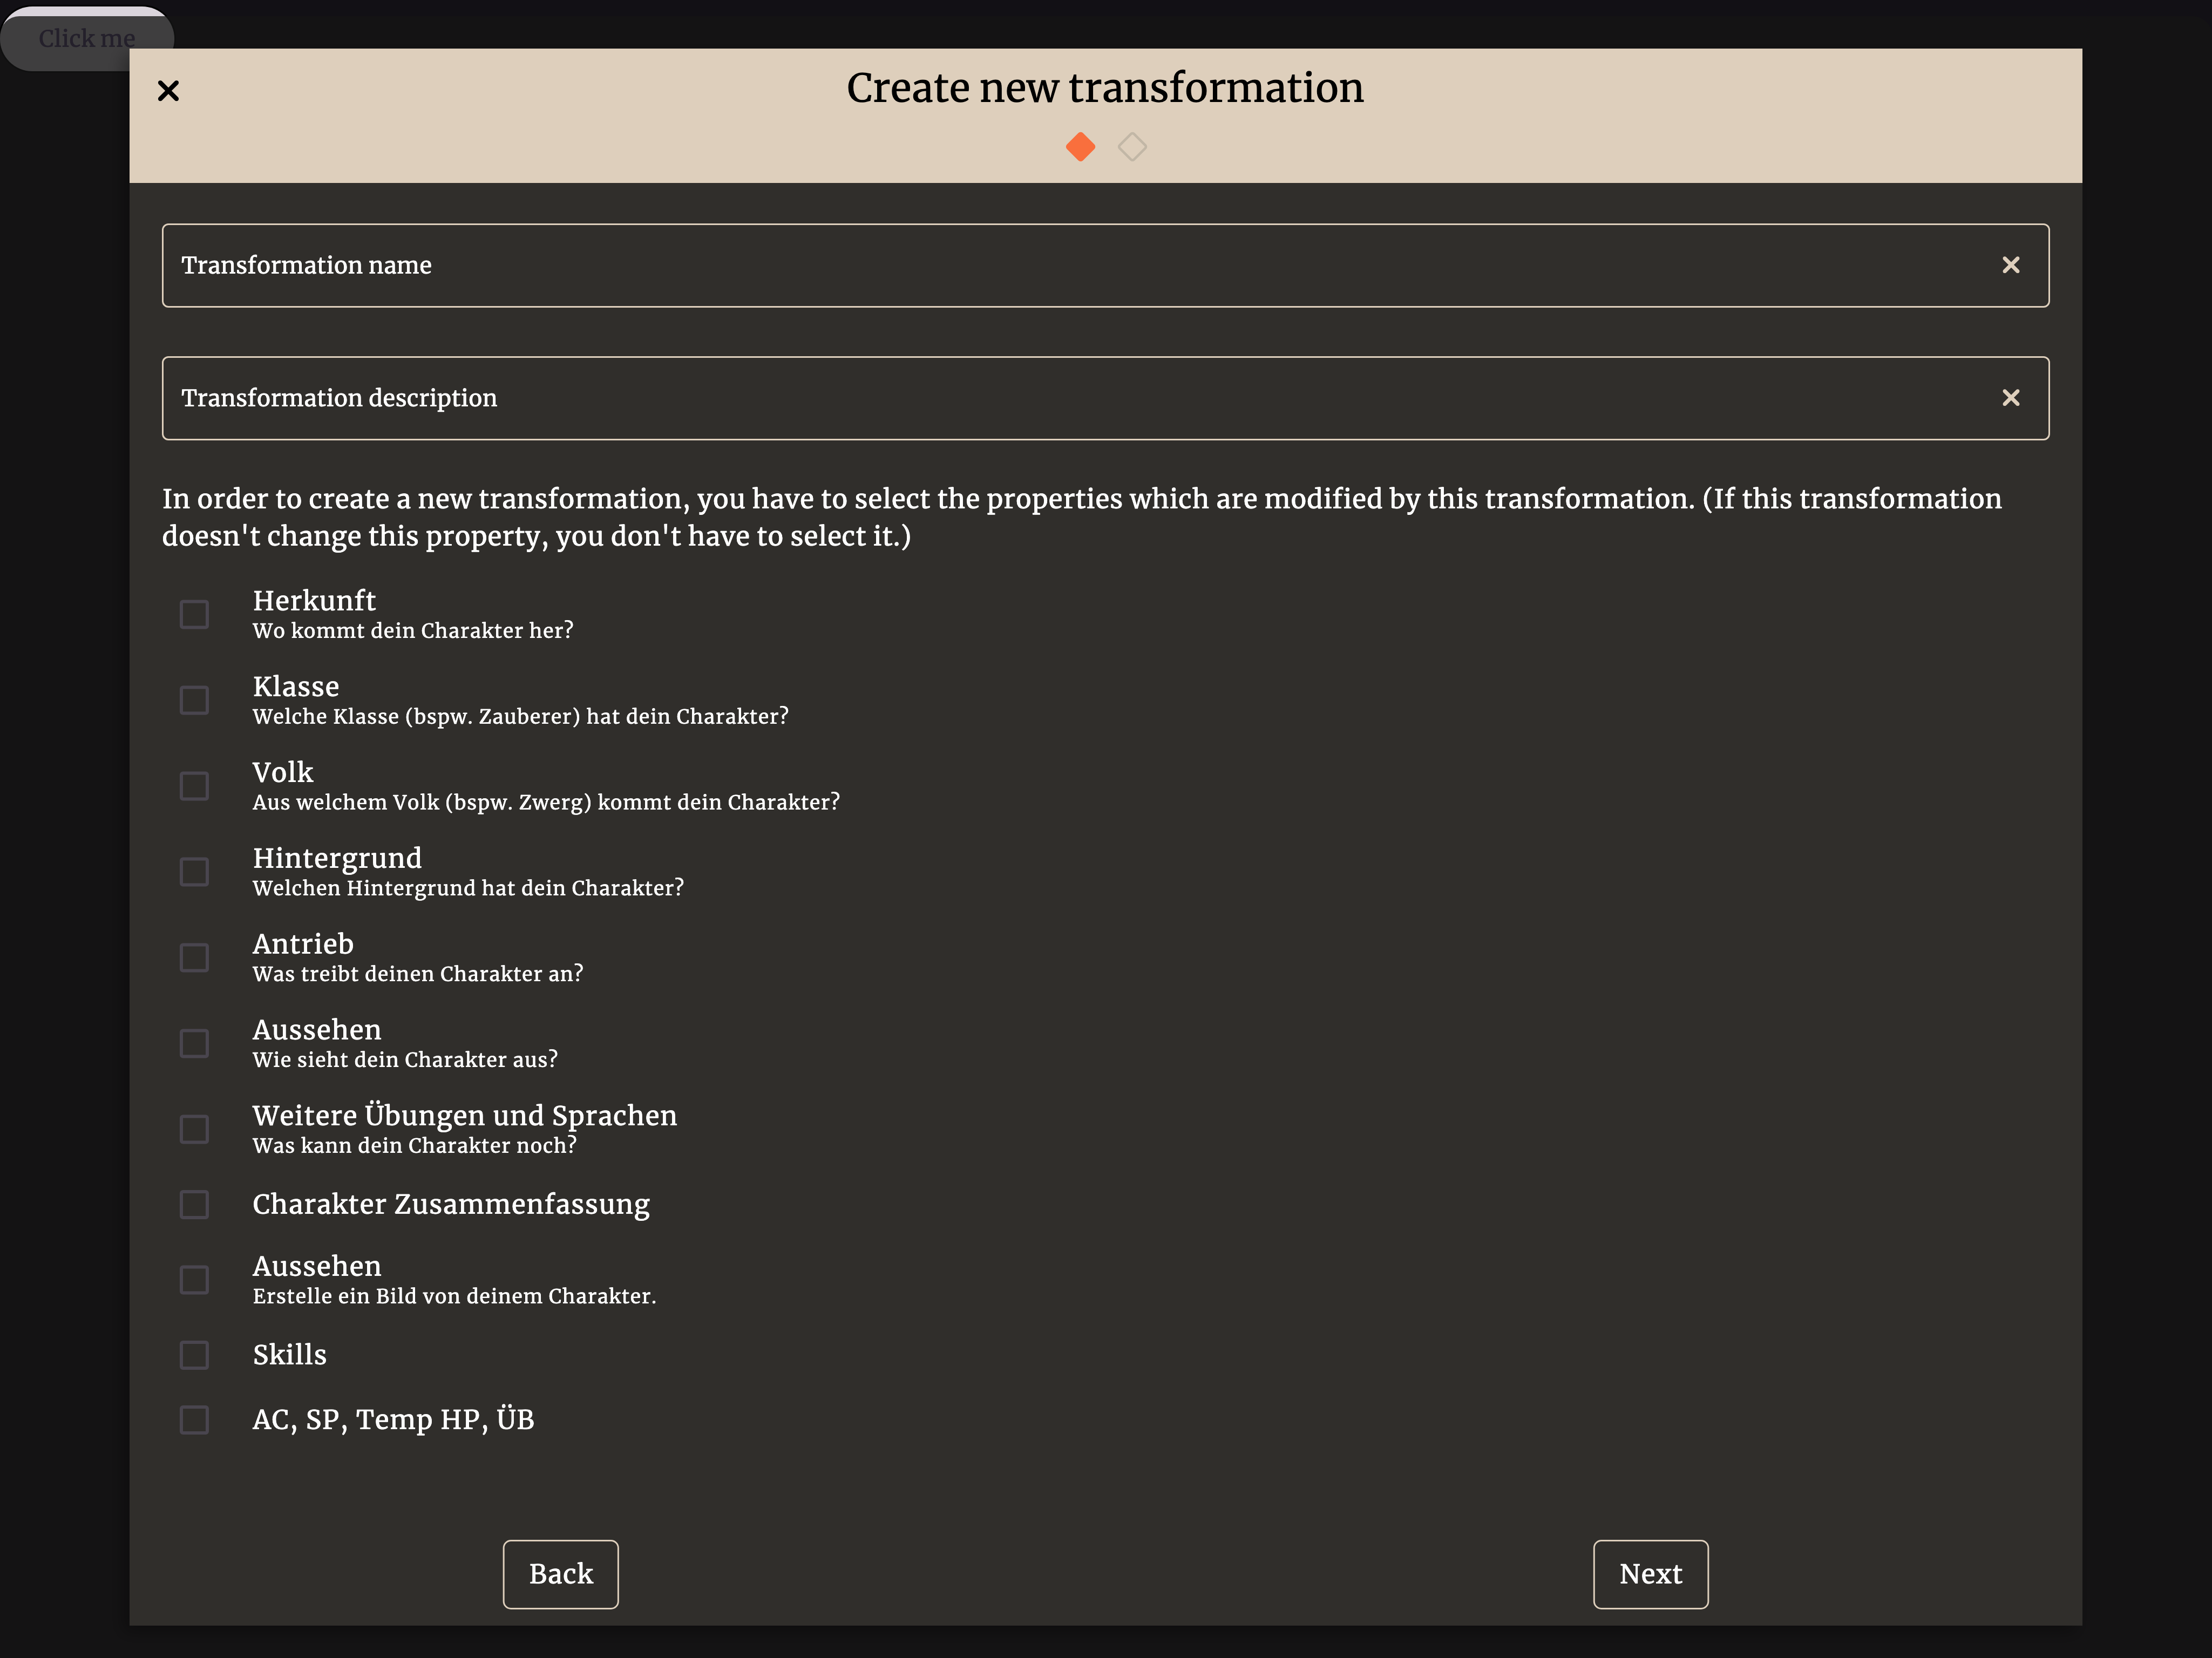 Click me
Create new transformation
Transformation name
Transformation description
In order to create a new transformation, you have to select the properties which are modified by this transformation. (If this transformation
doesn't change this property, you don't have to select it.)
Herkunft
Wo kommt dein Charakter her?
Klasse
Welche Klasse (bspw. Zauberer) hat dein Charakter?
Volk
Aus welchem Volk (bspw. Zwerg) kommt dein Charakter?
Hintergrund
Welchen Hintergrund hat dein Charakter?
Antrieb
Was treibt deinen Charakter an?
Aussehen
Wie sieht dein Charakter aus?
Weitere Übungen und Sprachen
Was kann dein Charakter noch?
Charakter Zusammenfassung
Aussehen
Erstelle ein Bild von deinem Charakter.
Skills
AC, SP, Temp HP, ÜB
Back
Next